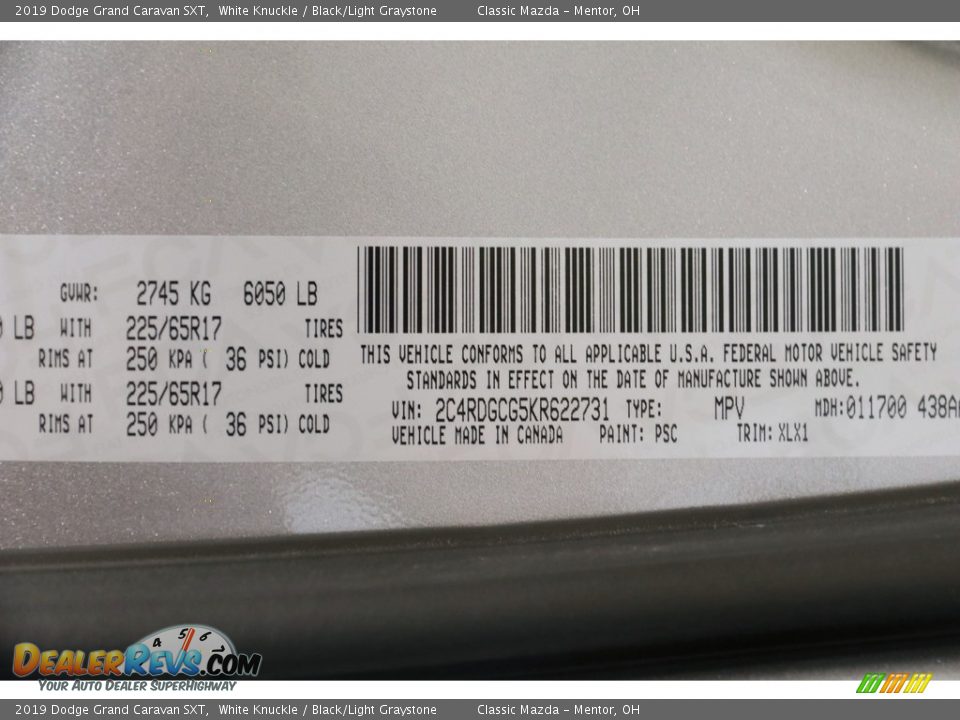 2019 Dodge Grand Caravan SXT, White Knuckle / Black/Light Graystone Classic Mazda - Mentor, OH
GVWR: 2745 KG 6050 LB
LB WITH 225/65R17 TIRES
RIMS AT 250 KPA ( 36 PSI) COLD
LB WITH 225/65R17 TIRES
RIMS AT 250 KPA ( 36 PSI) COLD
THIS VEHICLE CONFORMS TO ALL APPLICABLE U.S.A. FEDERAL MOTOR VEHICLE SAFETY
STANDARDS IN EFFECT ON THE DATE OF MANUFACTURE SHOWN ABOVE.
VIN: 2C4RDGCG5KR622731 TYPE: MPV MDH:011700 438A
VEHICLE MADE IN CANADA PAINT: PSC TRIM: XLX1
4 5 6
DealerRevs.com
Your Auto Dealer SuperHighway
2019 Dodge Grand Caravan SXT, White Knuckle / Black/Light Graystone Classic Mazda - Mentor, OH